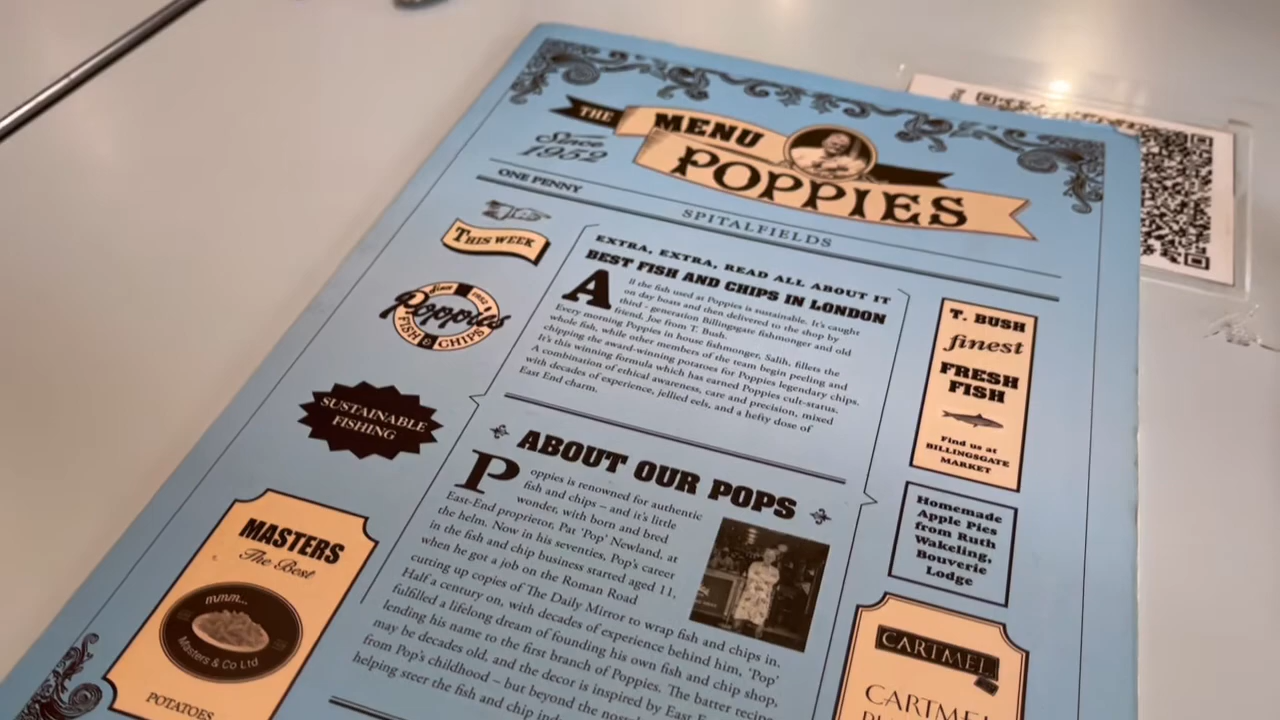 THE MENU
POPPIES
Since
1952
ONE PENNY
SPITALFIELDS
THIS WEEK
Since 1952
Poppies
FISH & CHIPS
SUSTAINABLE
FISHING
MASTERS
The Best
mmm...
Masters & Co Ltd
POTATOES
EXTRA, EXTRA, READ ALL ABOUT IT
BEST FISH AND CHIPS IN LONDON
All the fish used as Poppies is sustainable. It's caught
on day boats and then delivered to the shop by
third - generation Billingsgate fishmonger and old
friend, Joe from T. Bush.
Every morning Poppies in house fishmonger, Salih, fillets the
whole fish, while other members of the team begin peeling and
chipping the award-winning potatoes for Poppies legendary chips.
It's this winning formula which has earned Poppies cult-status.
A combination of ethical awareness, care and precision, mixed
with decades of experience, jellied eels, and a hefty dose of
East End charm.
ABOUT OUR POPS
Poppies is renowned for authentic
fish and chips – and it's little
wonder, with born and bred
East-End proprietor, Pat 'Pop' Newland, at
the helm. Now in his seventies, Pop's career
in the fish and chip business started aged 11,
when he got a job on the Roman Road
cutting up copies of The Daily Mirror to wrap fish and chips in.
Half a century on, with decades of experience behind him, 'Pop'
fulfilled a lifelong dream of founding his own fish and chip shop,
lending his name to the first branch of Poppies. The batter recipe
may be decades old, and the decor is inspired by East
from Pop's childhood – but beyond the
helping steer the fish and chip
T. BUSH
finest
FRESH
FISH
Find us at
BILLINGSGATE
MARKET
Homemade
Apple Pies
from Ruth
Wakeling,
Bouverie
Lodge
CARTMEL
CARTMEL